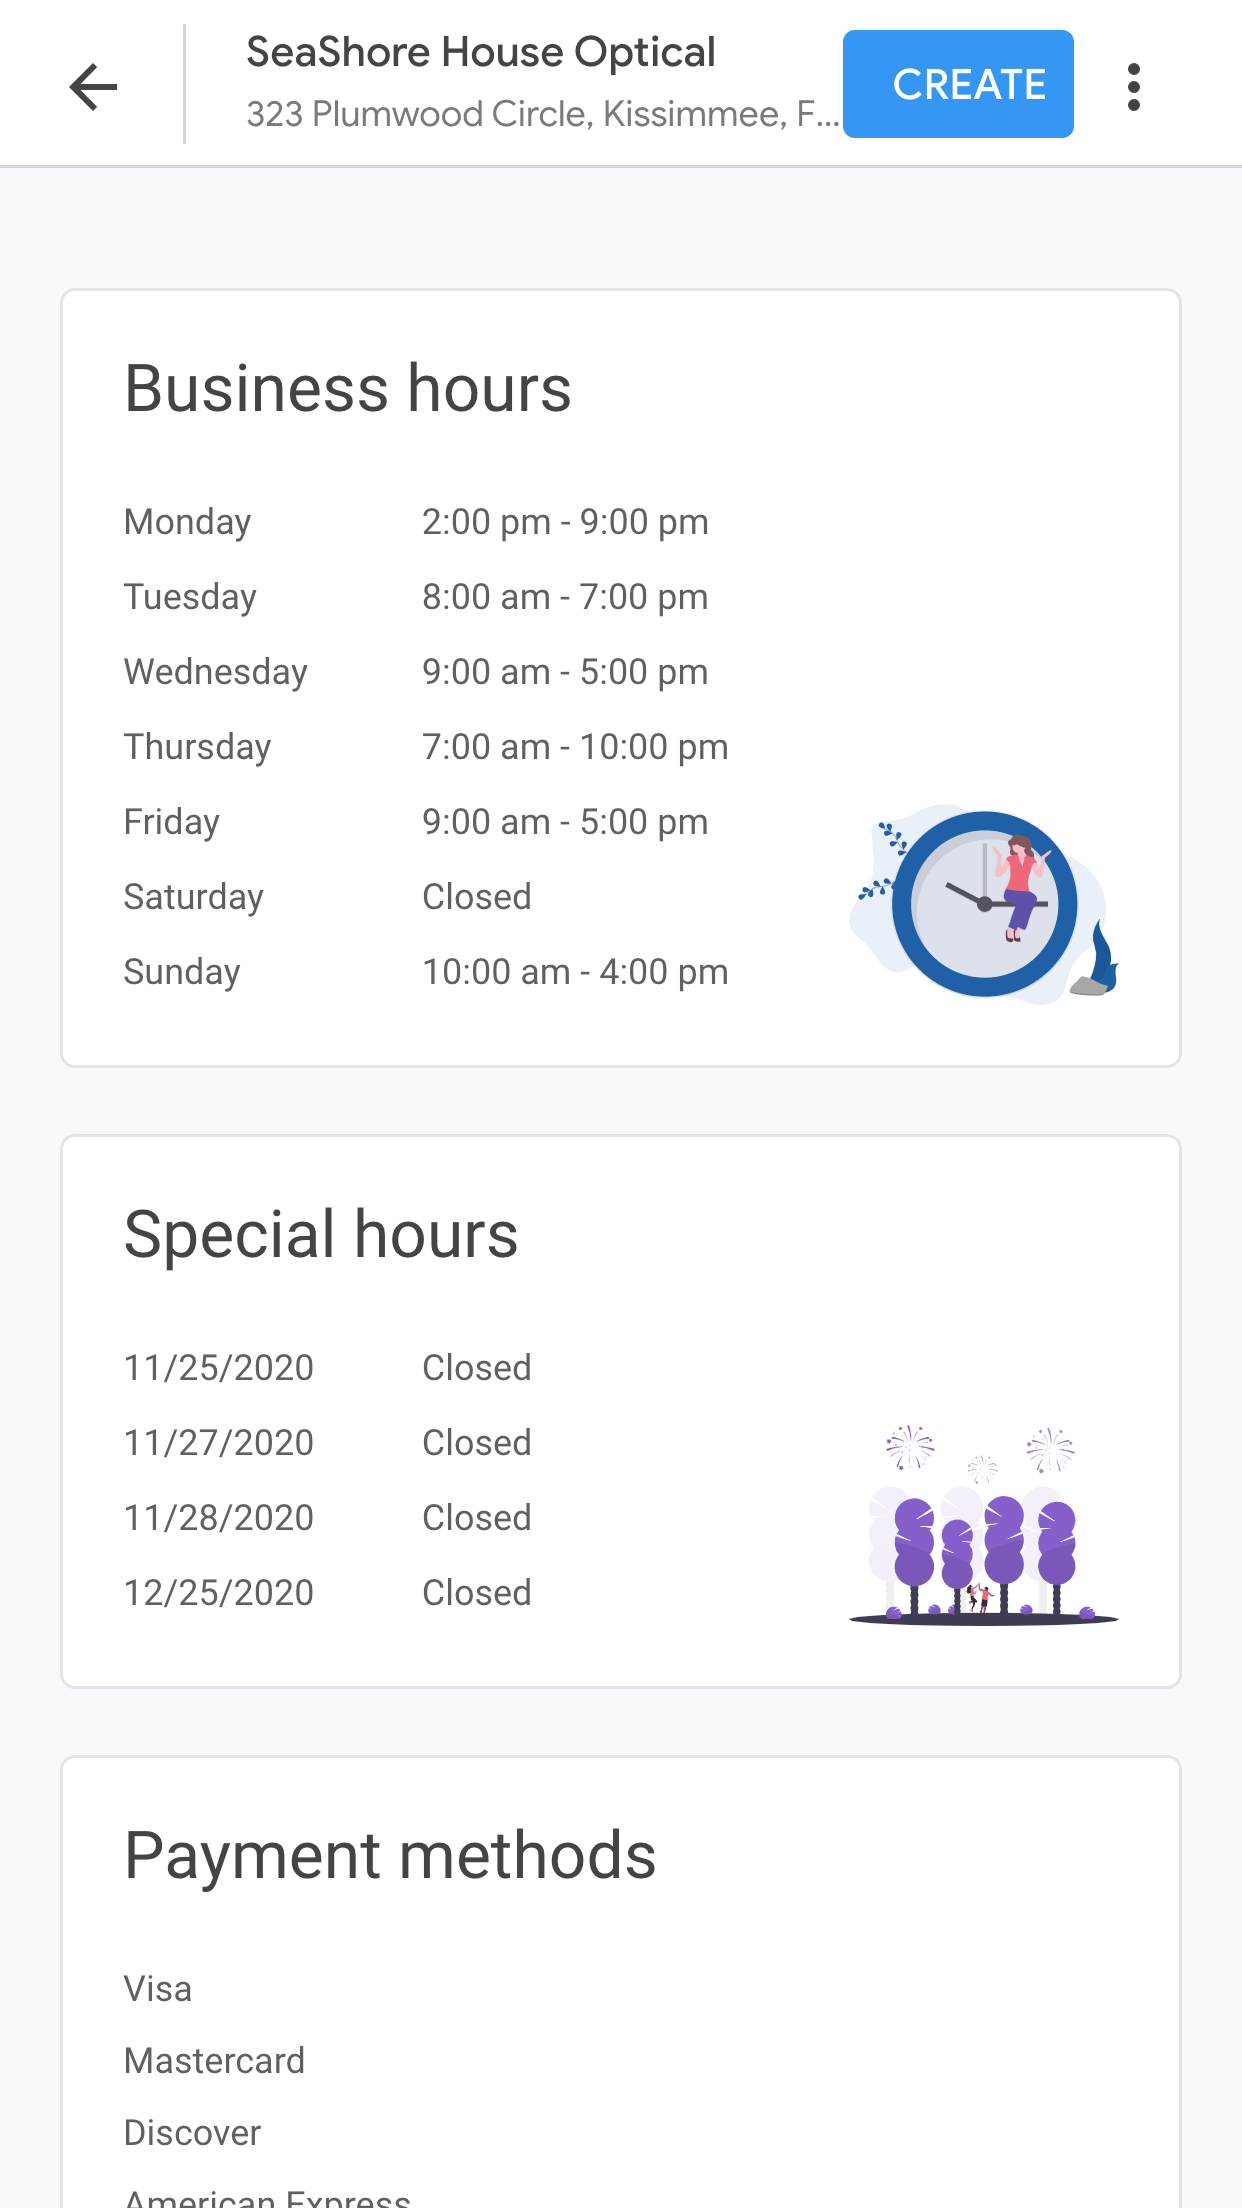 SeaShore House Optical
323 Plumwood Circle, Kissimmee, F...
CREATE
Business hours
Monday 2:00 pm - 9:00 pm
Tuesday 8:00 am - 7:00 pm
Wednesday 9:00 am - 5:00 pm
Thursday 7:00 am - 10:00 pm
Friday 9:00 am - 5:00 pm
Saturday Closed
Sunday 10:00 am - 4:00 pm
Special hours
11/25/2020 Closed
11/27/2020 Closed
11/28/2020 Closed
12/25/2020 Closed
Payment methods
Visa
Mastercard
Discover
American Express